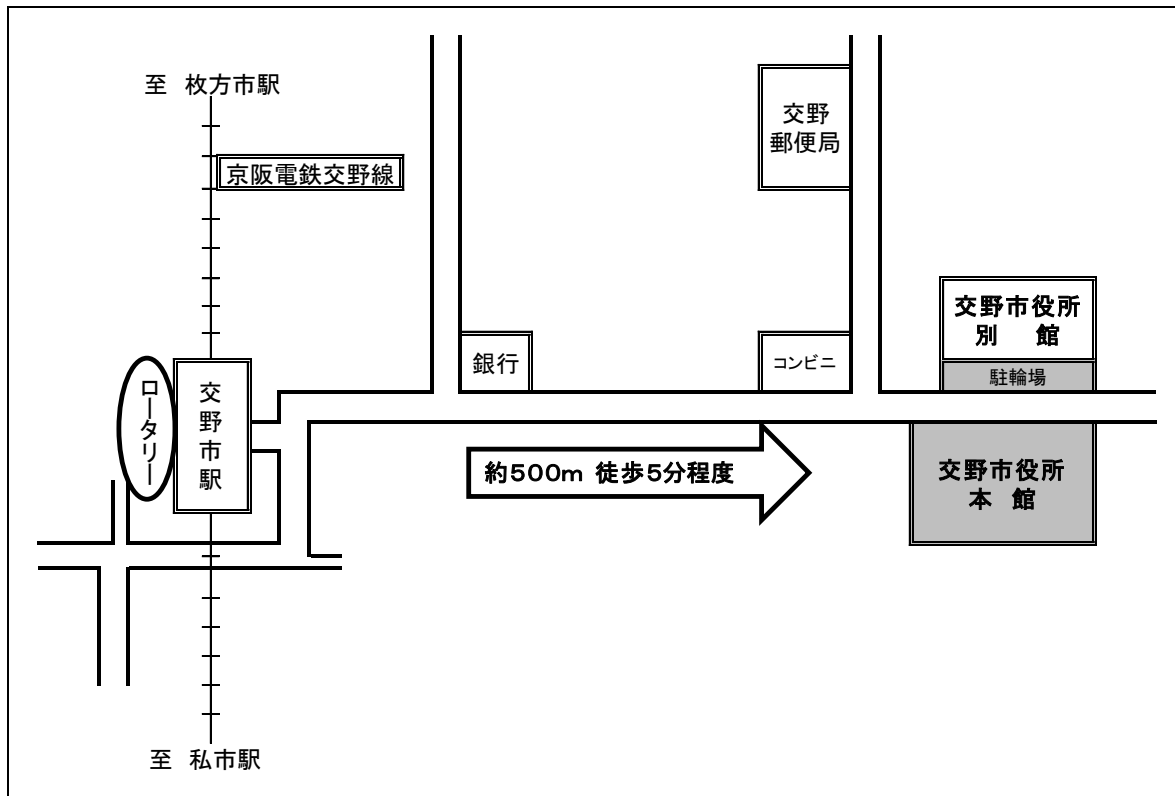 至 枚方市駅
京阪電鉄交野線
交野
郵便局
交野市役所
別 館
駐輪場
銀行
コンビニ
ロータリー
交野市駅
約500m 徒歩5分程度
交野市役所
本 館
至 私市駅